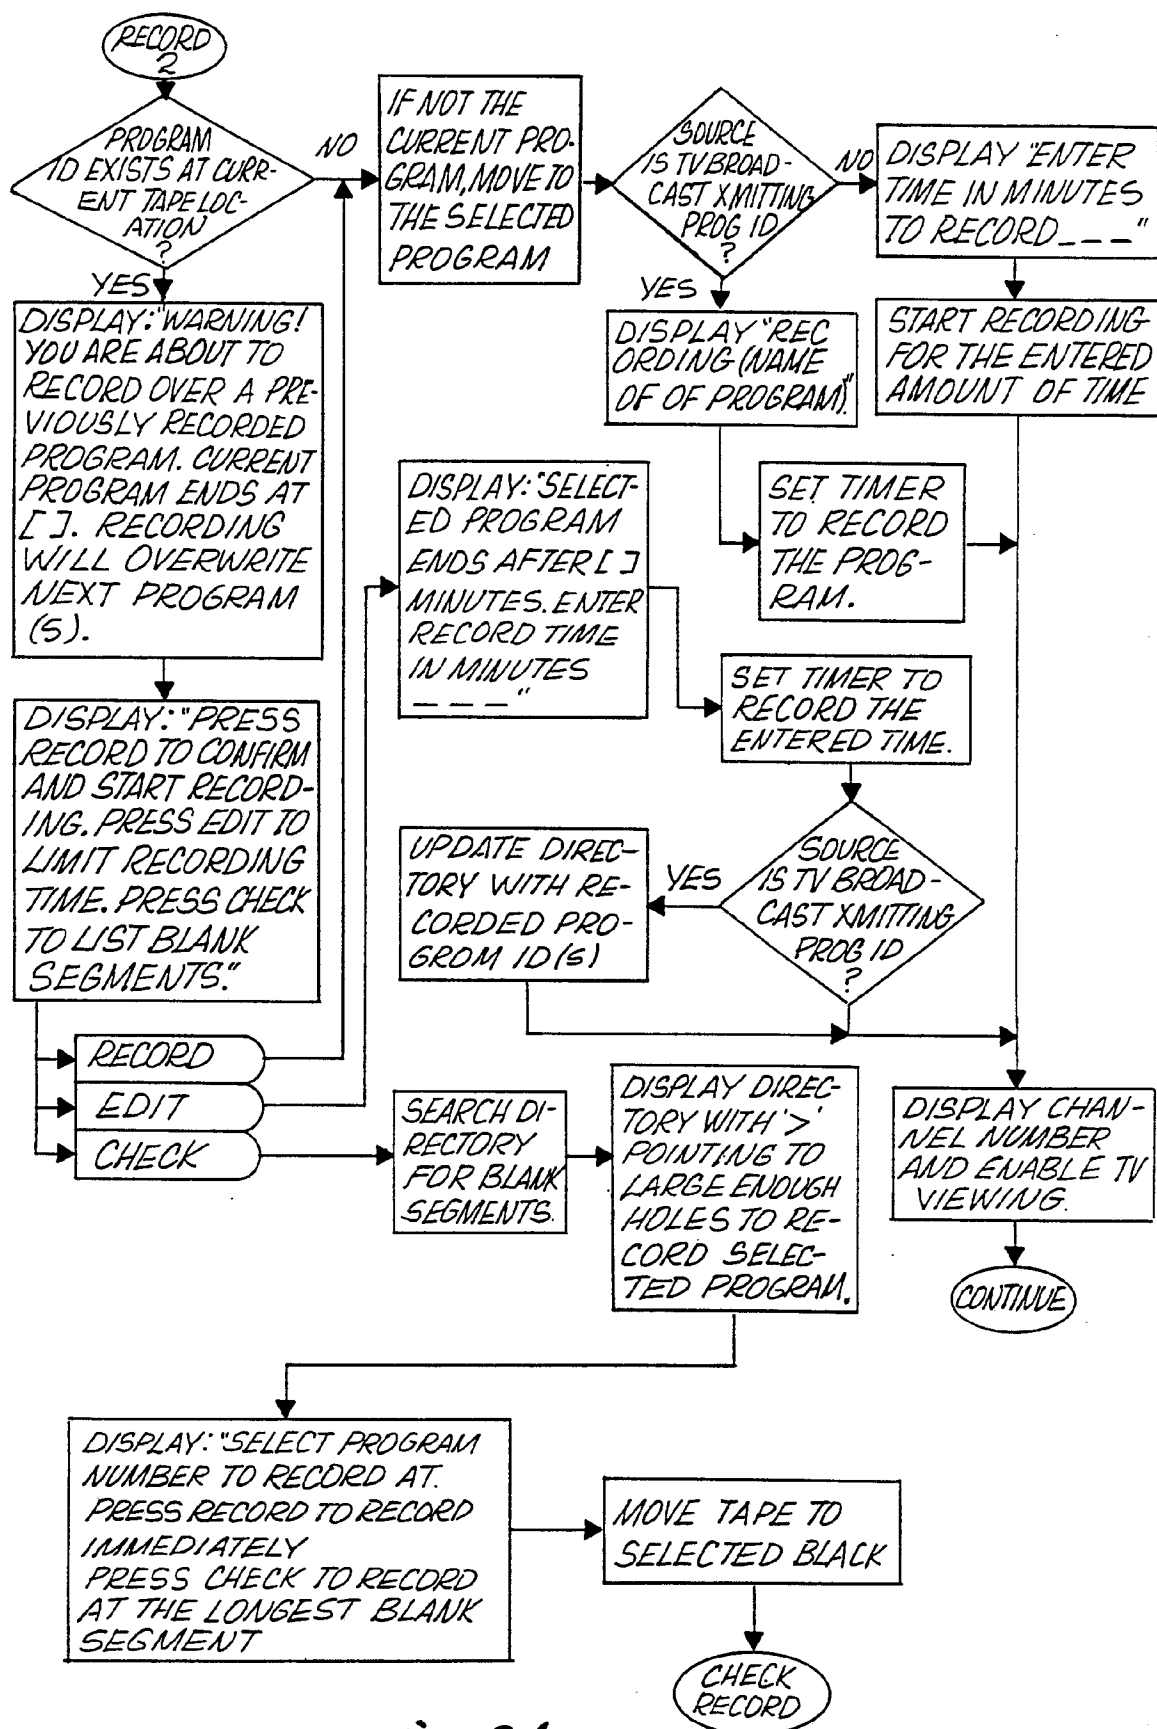 RECORD
2
PROGRAM
ID EXISTS AT CURR-
ENT TAPE LOC-
ATION
?
NO
YES
IF NOT THE
CURRENT PRO-
GRAM, MOVE TO
THE SELECTED
PROGRAM
SOURCE
IS TV BROAD-
CAST XMITTING
PROG ID
?
NO
YES
DISPLAY "ENTER
TIME IN MINUTES
TO RECORD _ _ _"
START RECORDING
FOR THE ENTERED
AMOUNT OF TIME
DISPLAY "REC
ORDING (NAME
OF OF PROGRAM)."
SET TIMER
TO RECORD
THE PROG-
RAM.
DISPLAY: "WARNING!
YOU ARE ABOUT TO
RECORD OVER A PRE-
VIOUSLY RECORDED
PROGRAM. CURRENT
PROGRAM ENDS AT
[ ]. RECORDING
WILL OVERWRITE
NEXT PROGRAM
(S).
DISPLAY: "PRESS
RECORD TO CONFIRM
AND START RECORD-
ING. PRESS EDIT TO
LIMIT RECORDING
TIME. PRESS CHECK
TO LIST BLANK
SEGMENTS."
RECORD
EDIT
CHECK
DISPLAY: "SELECT-
ED PROGRAM
ENDS AFTER [ ]
MINUTES. ENTER
RECORD TIME
IN MINUTES
_ _ _"
SET TIMER TO
RECORD THE
ENTERED TIME.
SOURCE
IS TV BROAD-
CAST XMITTING
PROG ID
?
YES
UPDATE DIREC-
TORY WITH RE-
CORDED PRO-
GROM ID(S)
SEARCH DI-
RECTORY
FOR BLANK
SEGMENTS.
DISPLAY DIREC-
TORY WITH '>'
POINTING TO
LARGE ENOUGH
HOLES TO RE-
CORD SELEC-
TED PROGRAM.
DISPLAY CHAN-
NEL NUMBER
AND ENABLE TV
VIEWING.
CONTINUE
DISPLAY: "SELECT PROGRAM
NUMBER TO RECORD AT.
PRESS RECORD TO RECORD
IMMEDIATELY
PRESS CHECK TO RECORD
AT THE LONGEST BLANK
SEGMENT
MOVE TAPE TO
SELECTED BLACK
CHECK
RECORD